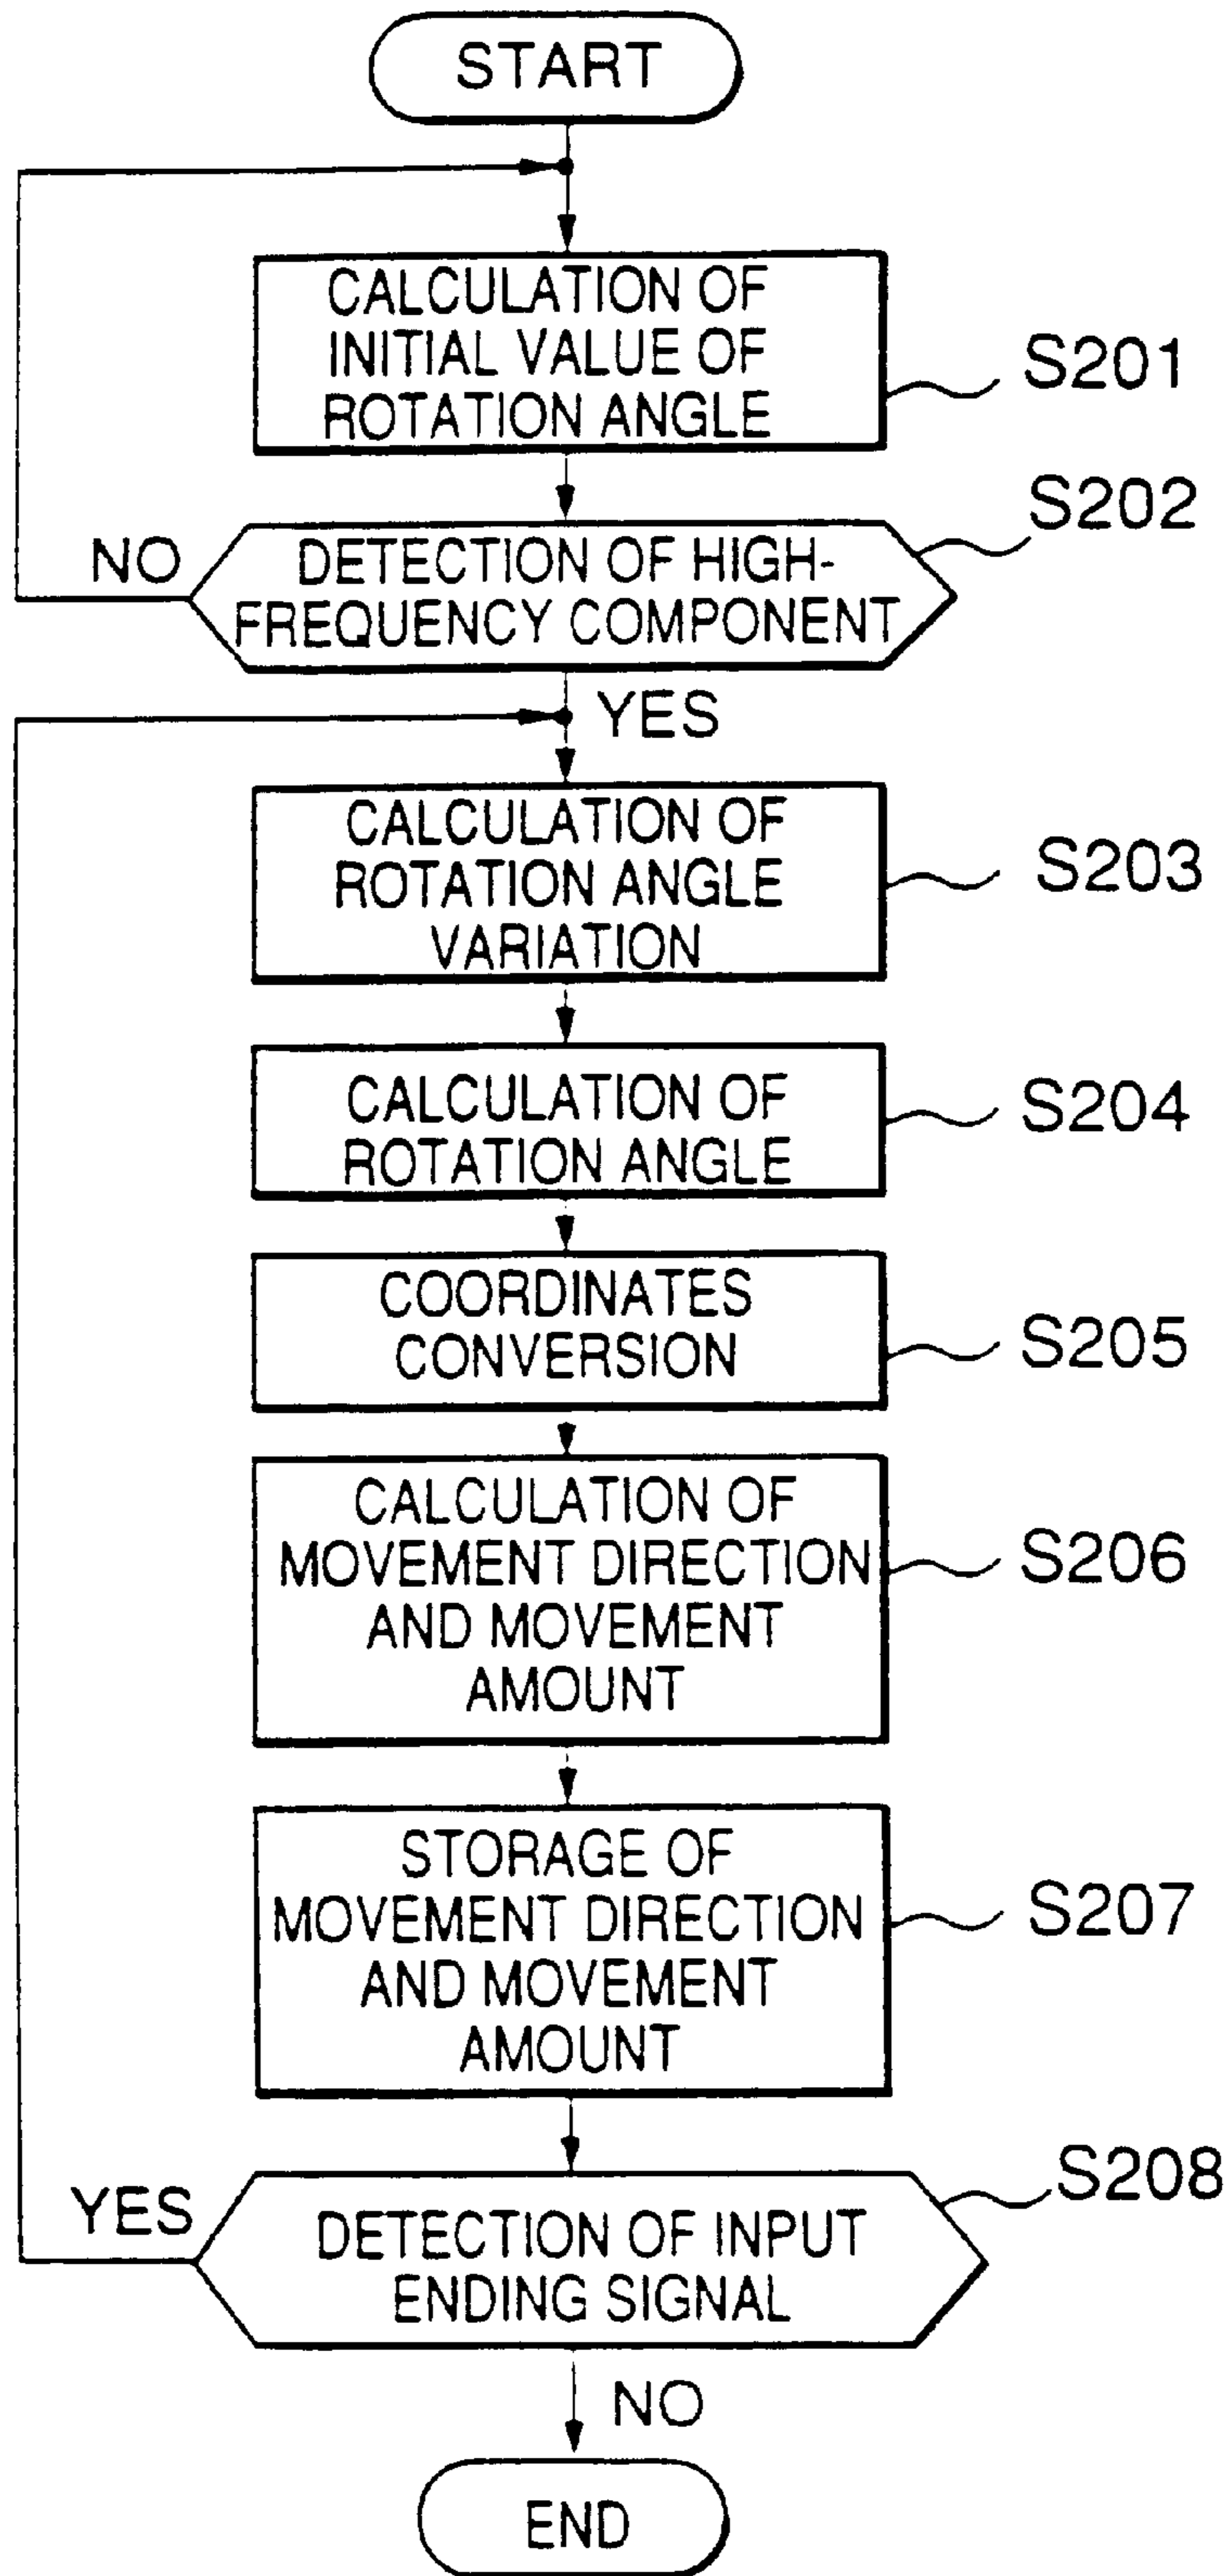 START
CALCULATION OF
INITIAL VALUE OF
ROTATION ANGLE
S201
S202
NO
DETECTION OF HIGH-
FREQUENCY COMPONENT
YES
CALCULATION OF
ROTATION ANGLE
VARIATION
S203
CALCULATION OF
ROTATION ANGLE
S204
COORDINATES
CONVERSION
S205
CALCULATION OF
MOVEMENT DIRECTION
AND MOVEMENT
AMOUNT
S206
STORAGE OF
MOVEMENT DIRECTION
AND MOVEMENT
AMOUNT
S207
S208
YES
DETECTION OF INPUT
ENDING SIGNAL
NO
END